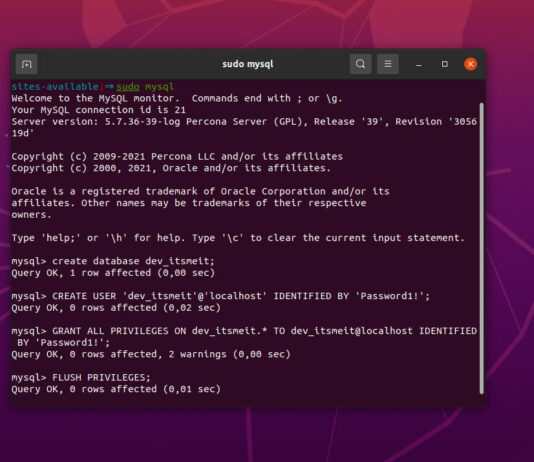 sudo mysql
sites-available|⇒ sudo mysql
Welcome to the MySQL monitor.  Commands end with ; or \g.
Your MySQL connection id is 21
Server version: 5.7.36-39-log Percona Server (GPL), Release '39', Revision '3056
19d'

Copyright (c) 2009-2021 Percona LLC and/or its affiliates
Copyright (c) 2000, 2021, Oracle and/or its affiliates.

Oracle is a registered trademark of Oracle Corporation and/or its
affiliates. Other names may be trademarks of their respective
owners.

Type 'help;' or '\h' for help. Type '\c' to clear the current input statement.

mysql> create database dev_itsmeit;
Query OK, 1 row affected (0,00 sec)

mysql> CREATE USER 'dev_itsmeit'@'localhost' IDENTIFIED BY 'Password1!';
Query OK, 0 rows affected (0,02 sec)

mysql> GRANT ALL PRIVILEGES ON dev_itsmeit.* TO dev_itsmeit@localhost IDENTIFIED
 BY 'Password1!';
Query OK, 0 rows affected, 2 warnings (0,00 sec)

mysql> FLUSH PRIVILEGES;
Query OK, 0 rows affected (0,01 sec)